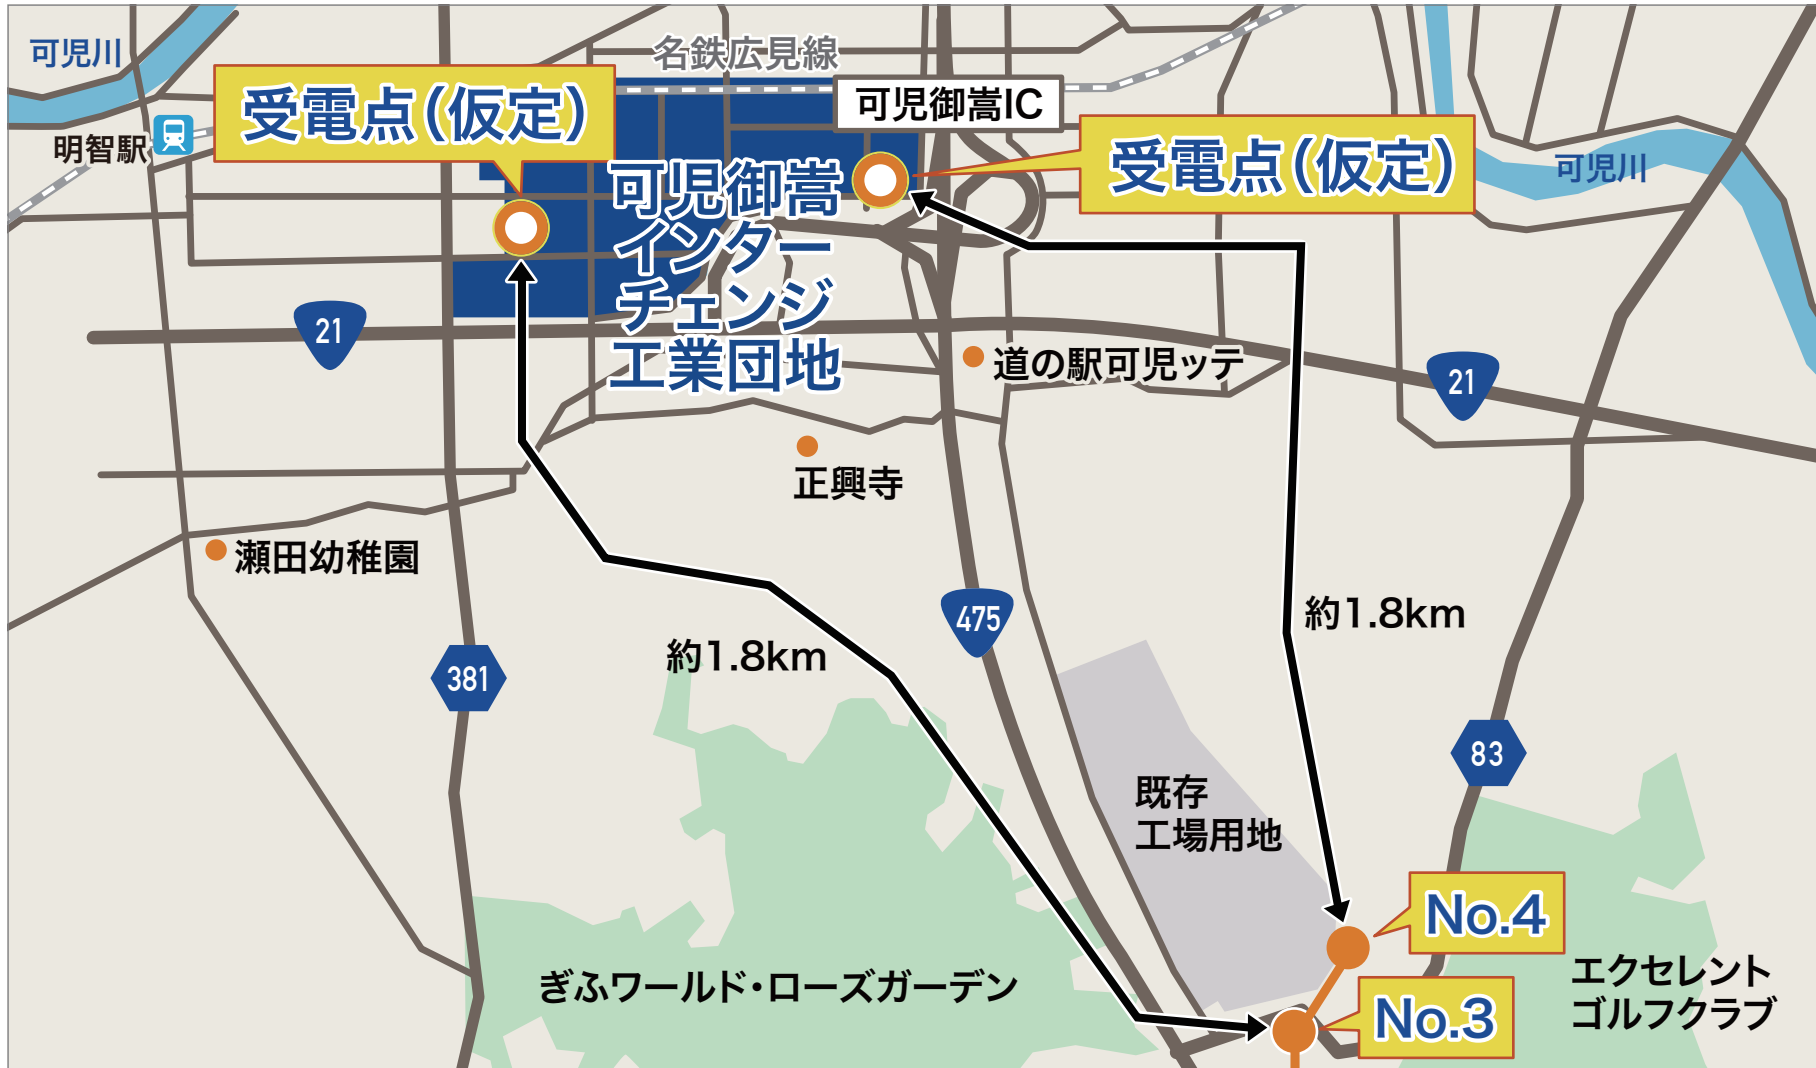 可児川
名鉄広見線
受電点(仮定)
可児御嵩IC
明智駅
受電点(仮定)
可児川
可児御嵩
インター
チェンジ
工業団地
21
道の駅可児ッテ
21
正興寺
瀬田幼稚園
475
約1.8km
約1.8km
381
83
既存
工場用地
No.4
ぎふワールド・ローズガーデン
エクセレント
ゴルフクラブ
No.3